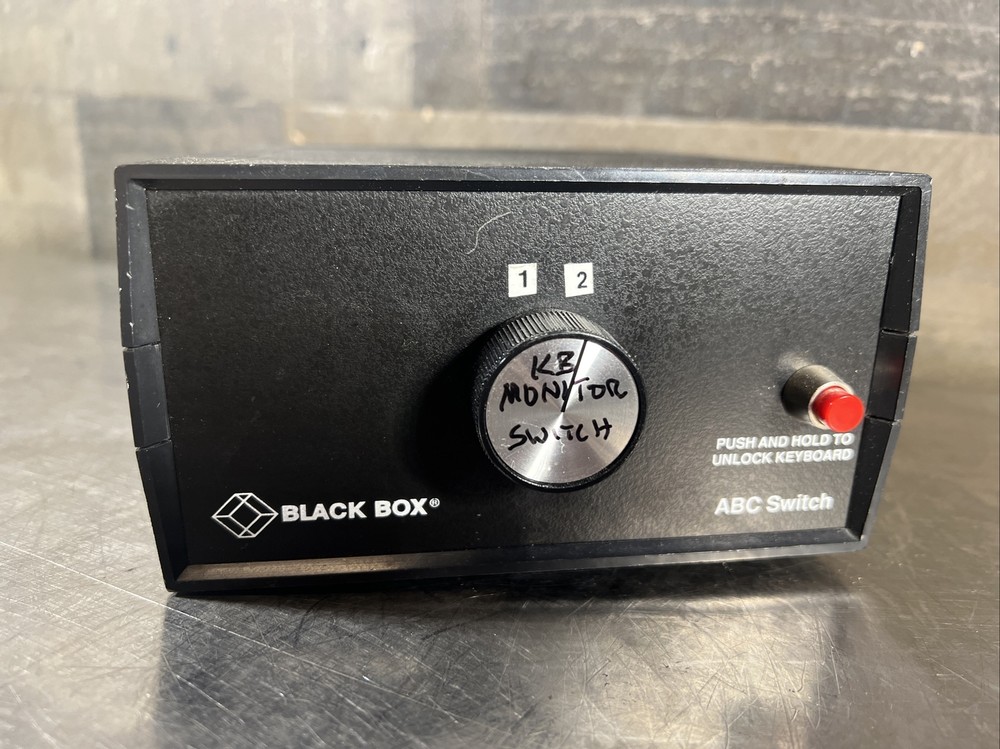 1 2
KB
MONITOR
SWITCH
PUSH AND HOLD TO
UNLOCK KEYBOARD
BLACK BOX®
ABC Switch